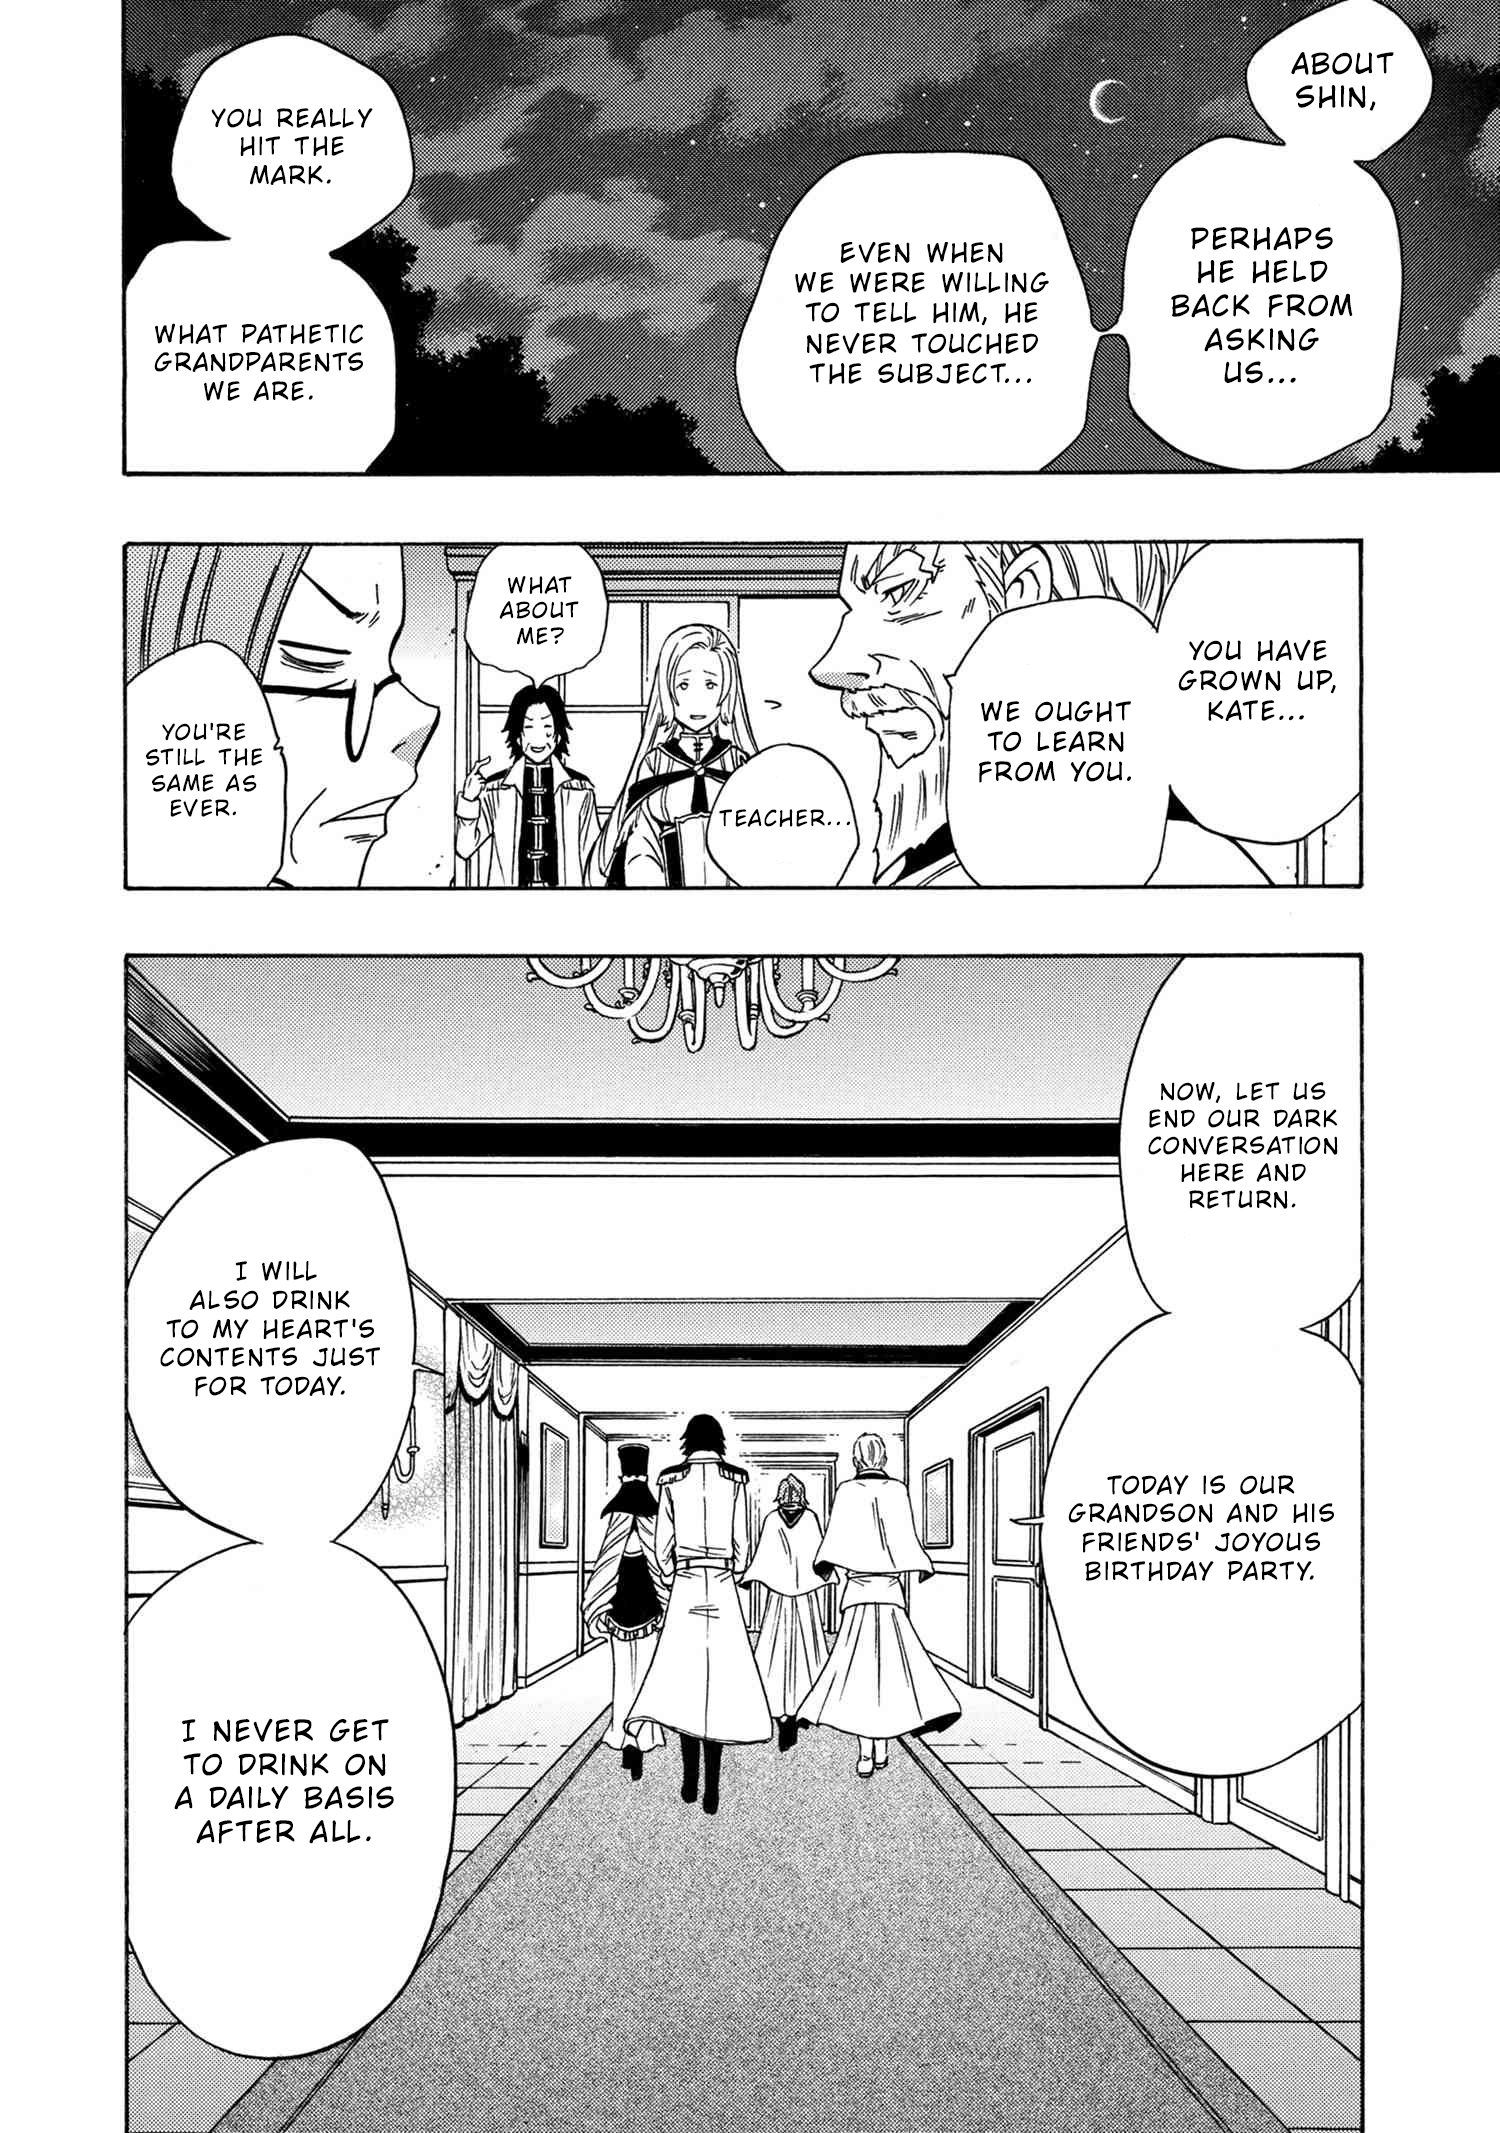 ABOUT
SHIN,
PERHAPS
HE HELD
BACK FROM
ASKING
US...
EVEN WHEN
WE WERE WILLING
TO TELL HIM, HE
NEVER TOUCHED
THE SUBJECT...
YOU REALLY
HIT THE
MARK.
WHAT PATHETIC
GRANDPARENTS
WE ARE.
YOU HAVE
GROWN UP,
KATE...
WE OUGHT
TO LEARN
FROM YOU.
TEACHER...
WHAT
ABOUT
ME?
YOU'RE
STILL THE
SAME AS
EVER.
NOW, LET US
END OUR DARK
CONVERSATION
HERE AND
RETURN.
TODAY IS OUR
GRANDSON AND HIS
FRIENDS' JOYOUS
BIRTHDAY PARTY.
I WILL
ALSO DRINK
TO MY HEART'S
CONTENTS JUST
FOR TODAY.
I NEVER GET
TO DRINK ON
A DAILY BASIS
AFTER ALL.